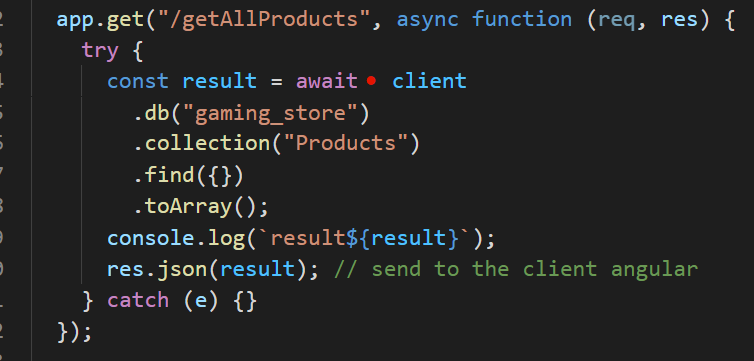 app.get("/getAllProducts", async function (req, res) {
try {
const result = await client
.db("gaming_store")
.collection("Products")
.find({})
.toArray();
console.log(`result${result}`);
res.json(result); // send to the client angular
} catch (e) {}
});